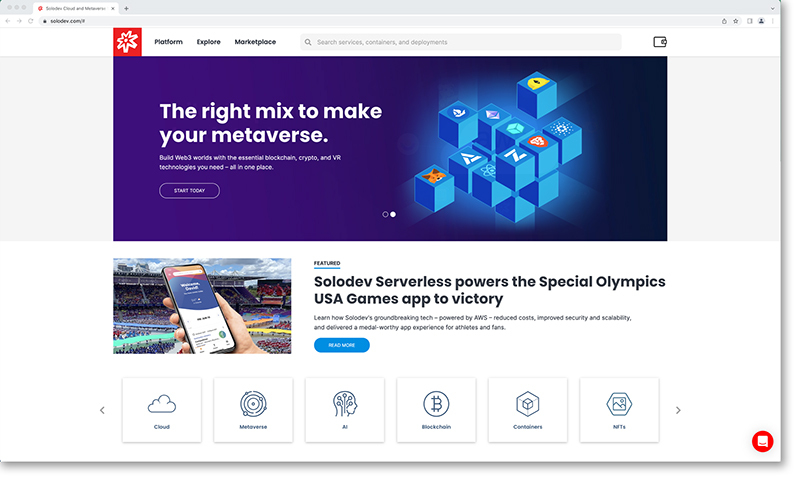 Solodev Cloud and Metaverse
solodev.com/#
Platform
Explore
Marketplace
Search services, containers, and deployments
The right mix to make
your metaverse.
Build Web3 worlds with the essential blockchain, crypto, and VR
technologies you need – all in one place.
START TODAY
FEATURED
Solodev Serverless powers the Special Olympics
USA Games app to victory
Learn how Solodev's groundbreaking tech – powered by AWS – reduced costs, improved security and scalability,
and delivered a medal-worthy app experience for athletes and fans.
READ MORE
Welcome,
David!
Cloud
Metaverse
AI
Blockchain
Containers
NFTs